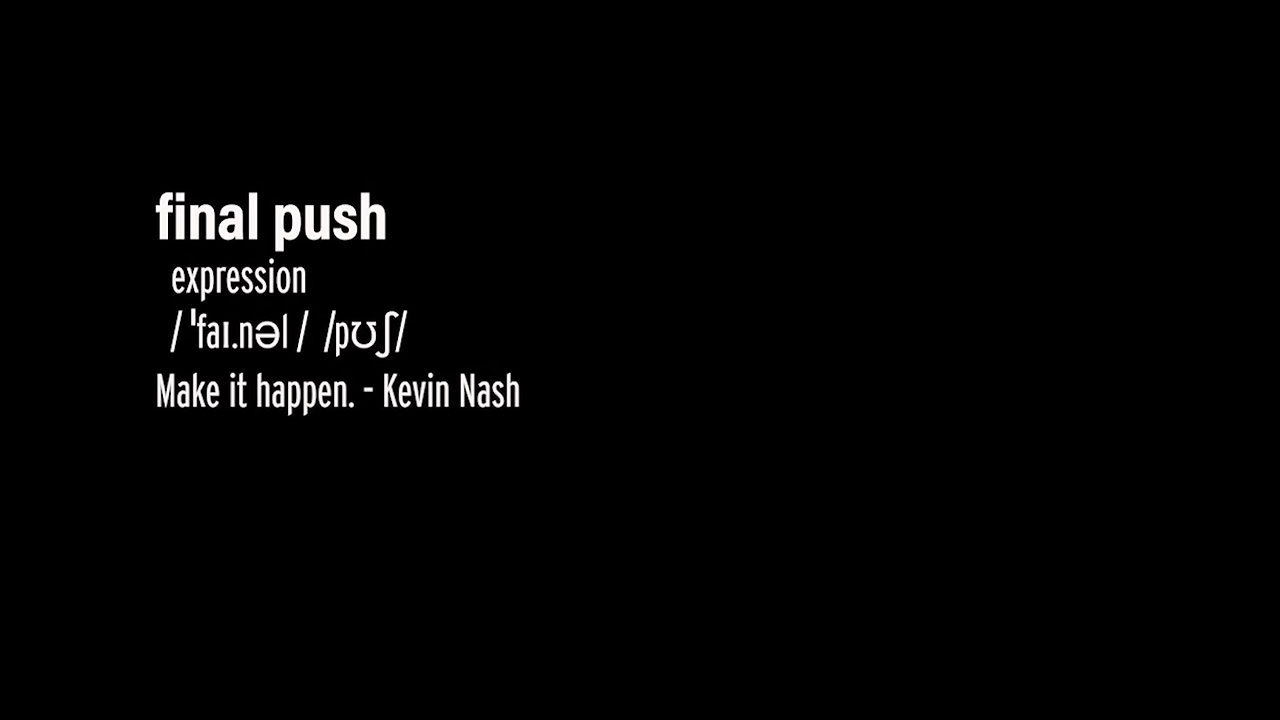 final push
expression
/ ˈfaɪ.nəl / /pʊʃ/
Make it happen. - Kevin Nash